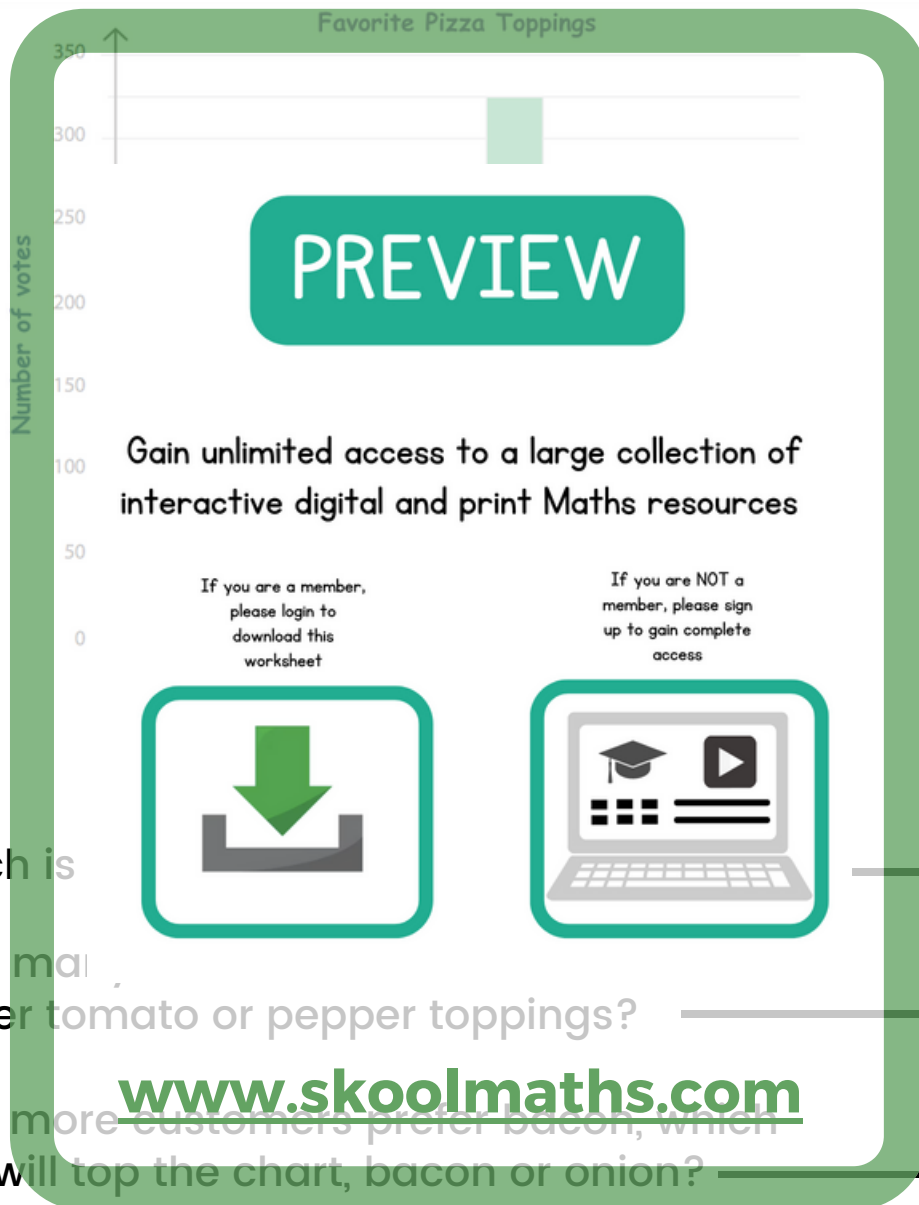 Favorite Pizza Toppings
350
300
250
200
150
100
50
0
Number of votes
PREVIEW
Gain unlimited access to a large collection of
interactive digital and print Maths resources
If you are a member,
please login to
download this
worksheet
If you are NOT a
member, please sign
up to gain complete
access
is
tomato or pepper toppings?
www.skoolmaths.com
more customers prefer bacon, which
will top the chart, bacon or onion?